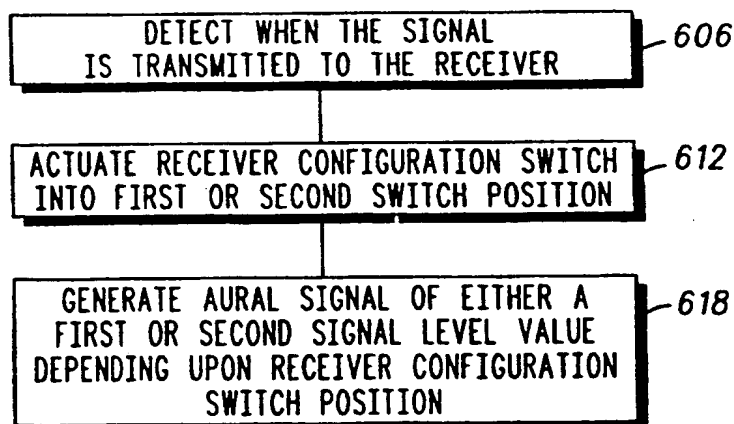 DETECT WHEN THE SIGNAL
IS TRANSMITTED TO THE RECEIVER
606
ACTUATE RECEIVER CONFIGURATION SWITCH
INTO FIRST OR SECOND SWITCH POSITION
612
GENERATE AURAL SIGNAL OF EITHER A
FIRST OR SECOND SIGNAL LEVEL VALUE
DEPENDING UPON RECEIVER CONFIGURATION
SWITCH POSITION
618